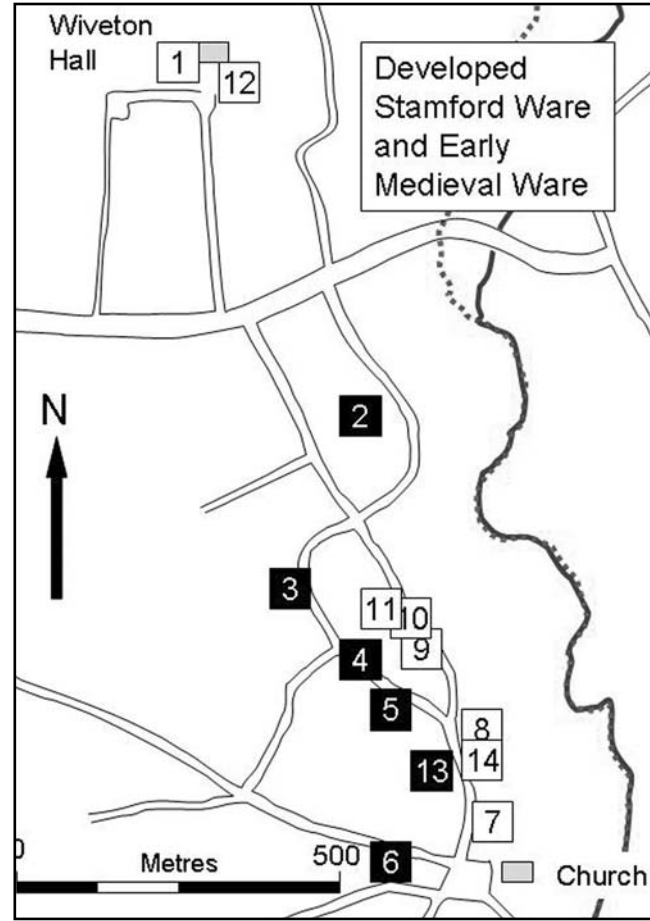 Wiveton
Hall
1
12
Developed
Stamford Ware
and Early
Medieval Ware
N
2
3
11
10
9
4
5
8
14
13
7
6
0
Metres
500
Church